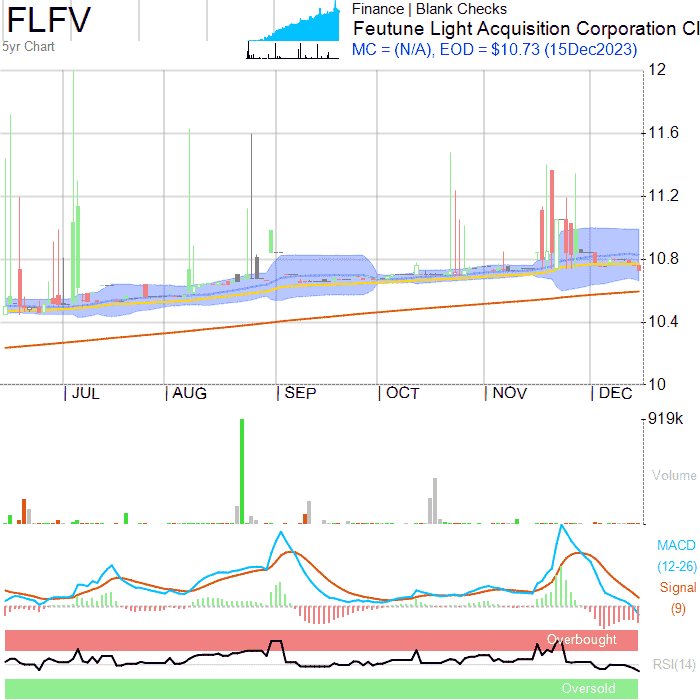 FLFV
5yr Chart
Finance | Blank Checks
Feutune Light Acquisition Corporation Cl
MC = (N/A), EOD = $10.73 (15Dec2023)
12
11.6
11.2
10.8
10.4
10
JUL AUG SEP OCT NOV DEC
919k
Volume
MACD
(12-26)
Signal
(9)
Overbought
RSI(14)
Oversold